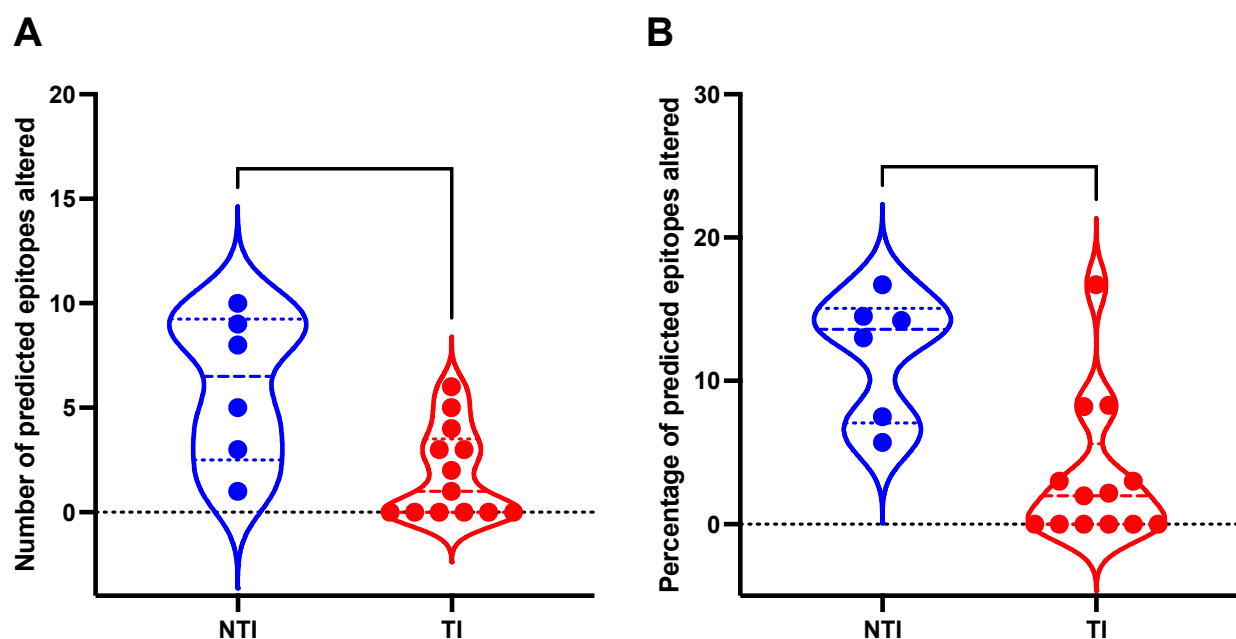 A
Number of predicted epitopes altered
20
15
10
5
0
NTI
TI
B
Percentage of predicted epitopes altered
30
20
10
0
NTI
TI